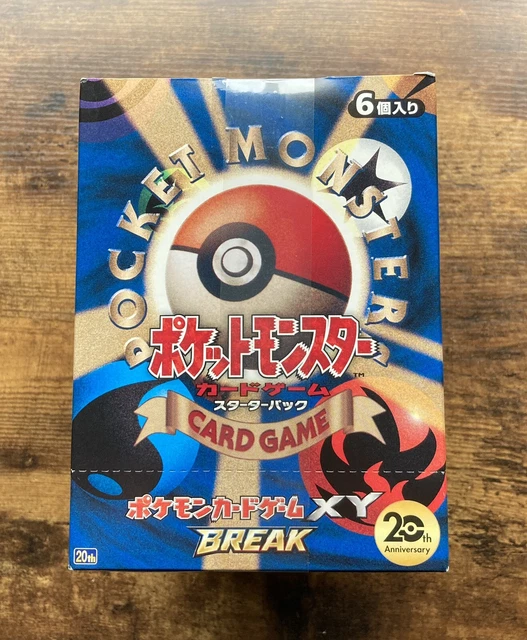 6個入り
POCKET MONSTERS
ポケットモンスター
TM
カードゲーム
スターターパック
CARD GAME
ポケモンカードゲーム XY
BREAK
20th
Anniversary
20th